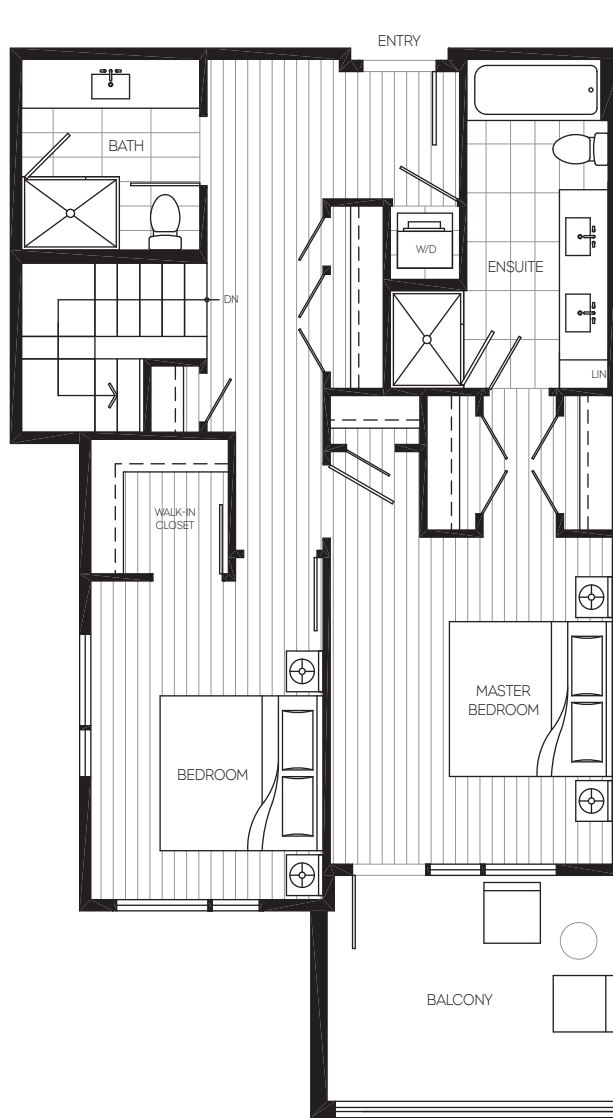 ENTRY
BATH
W/D
ENSUITE
DN
LIN
WALK-IN
CLOSET
MASTER
BEDROOM
BEDROOM
BALCONY